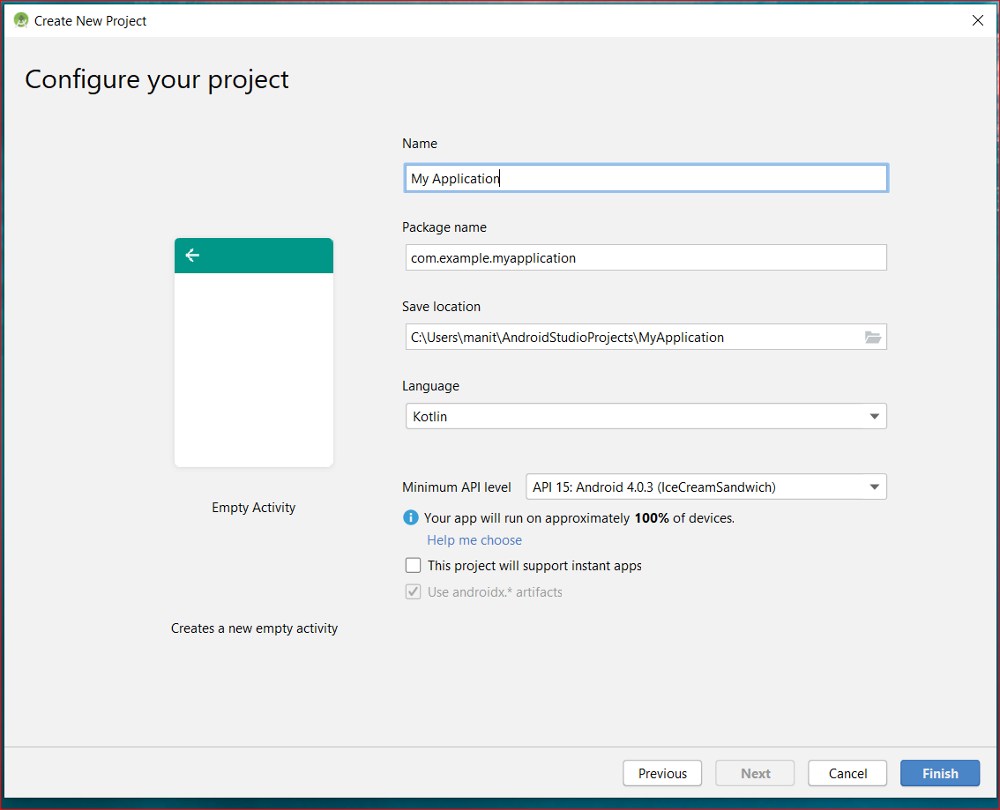 Create New Project
Configure your project
Name
My Application
Package name
com.example.myapplication
Save location
C:\Users\manit\AndroidStudioProjects\MyApplication
Language
Kotlin
Minimum API level API 15: Android 4.0.3 (IceCreamSandwich)
Your app will run on approximately 100% of devices.
Help me choose
This project will support instant apps
Use androidx.* artifacts
Empty Activity
Creates a new empty activity
Previous Next Cancel Finish